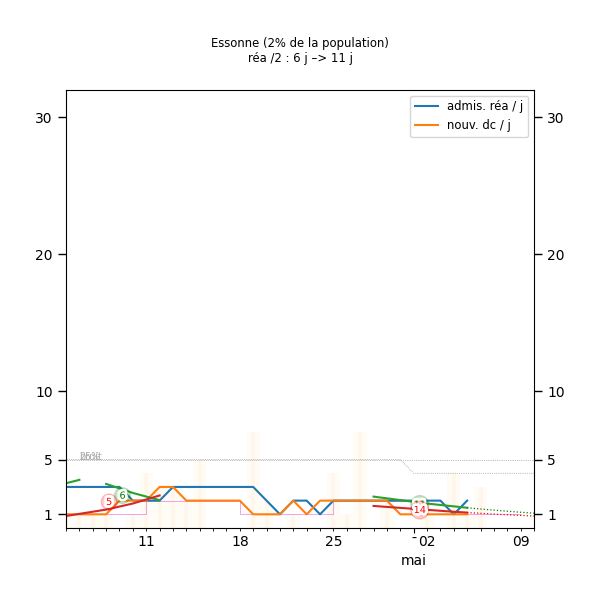 Essonne (2% de la population)
réa /2 : 6 j –> 11 j
admis. réa / j
nouv. dc / j
30 30
20 20
10 10
5 5
1 1
5 6 14
11 18 25 02 09
mai